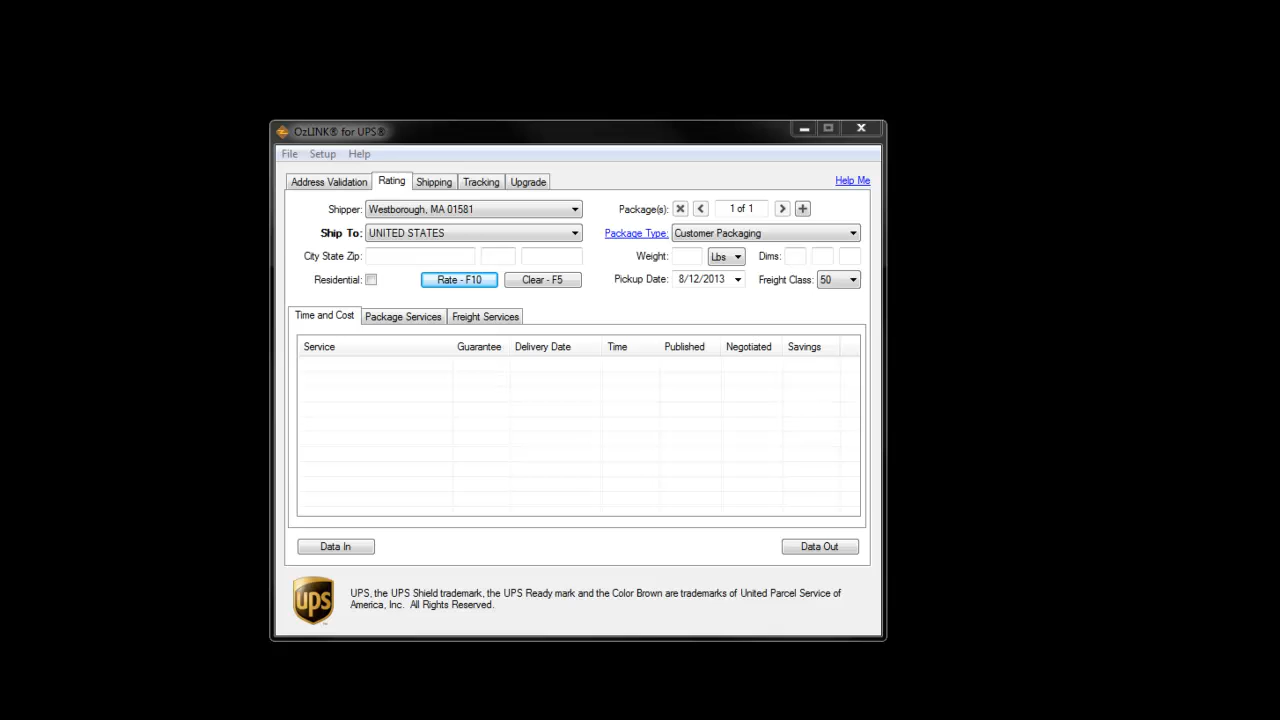 OzLINK® for UPS®
File Setup Help
Address Validation Rating Shipping Tracking Upgrade Help Me
Shipper: Westborough, MA 01581 Package(s): 1 of 1
Ship To: UNITED STATES Package Type: Customer Packaging
City State Zip: Weight: Lbs Dims:
Residential: Rate - F10 Clear - F5 Pickup Date: 8/12/2013 Freight Class: 50
Time and Cost Package Services Freight Services
Service Guarantee Delivery Date Time Published Negotiated Savings
Data In Data Out
ups
UPS, the UPS Shield trademark, the UPS Ready mark and the Color Brown are trademarks of United Parcel Service of
America, Inc. All Rights Reserved.